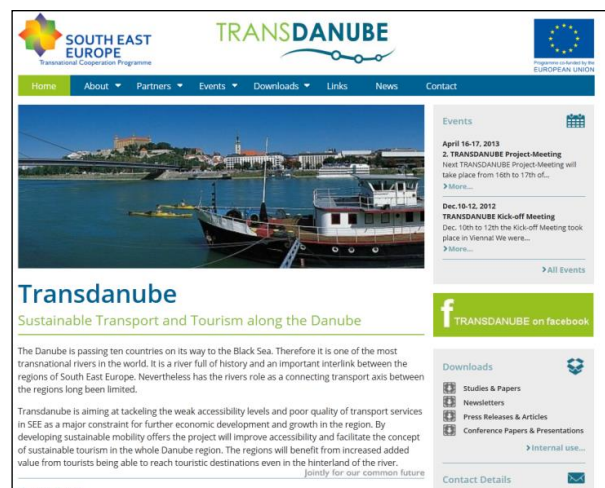 SOUTH EAST
EUROPE
Transnational Cooperation Programme
TRANSDANUBE
Programme co-funded by the
EUROPEAN UNION
Home About Partners Events Downloads Links News Contact
Transdanube
Sustainable Transport and Tourism along the Danube
The Danube is passing ten countries on its way to the Black Sea. Therefore it is one of the most
transnational rivers in the world. It is a river full of history and an important interlink between the
regions of South East Europe. Nevertheless has the rivers role as a connecting transport axis between
the regions long been limited.
Transdanube is aiming at tackeling the weak accessibility levels and poor quality of transport services
in SEE as a major constraint for further economic development and growth in the region. By
developing sustainable mobility offers the project will improve accessibility and facilitate the concept
of sustainable tourism in the whole Danube region. The regions will benefit from increased added
value from tourists being able to reach touristic destinations even in the hinterland of the river.
Jointly for our common future
Events
April 16-17, 2013
2. TRANSDANUBE Project-Meeting
Next TRANSDANUBE Project-Meeting will
take place from 16th to 17th of...
>More...
Dec.10-12, 2012
TRANSDANUBE Kick-off Meeting
Dec. 10th to 12th the Kick-off Meeting took
place in Vienna! We were...
>More...
>All Events
f TRANSDANUBE on facebook
Downloads
Studies & Papers
Newsletters
Press Releases & Articles
Conference Papers & Presentations
>Internal use...
Contact Details